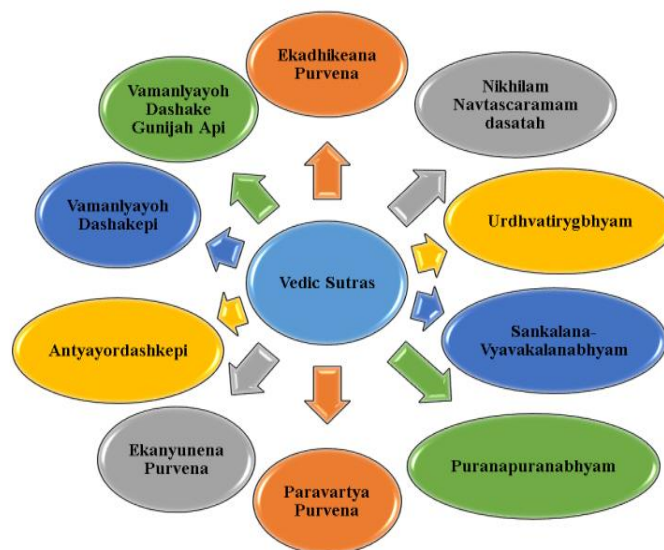 Ekadhikeana
Purvena
Nikhilam
Navtascaramam
dasatah
Urdhvatirygbhyam
Sankalana-
Vyavakalanabhyam
Puranapuranabhyam
Paravartya
Purvena
Ekanyunena
Purvena
Antyayordashkepi
Vamanlyayoh
Dashakepi
Vamanlyayoh
Dashake
Gunijah Api
Vedic Sutras